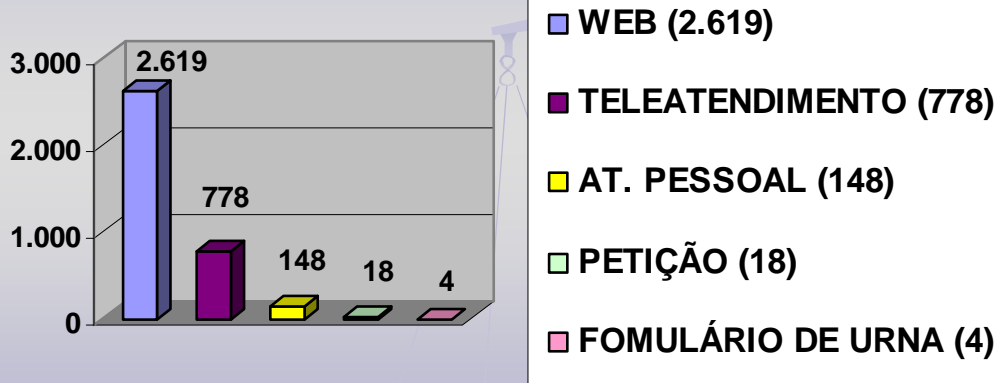 3.000
2.000
1.000
0
2.619
778
148
18
4
WEB (2.619)
TELEATENDIMENTO (778)
AT. PESSOAL (148)
PETIÇÃO (18)
FOMULÁRIO DE URNA (4)